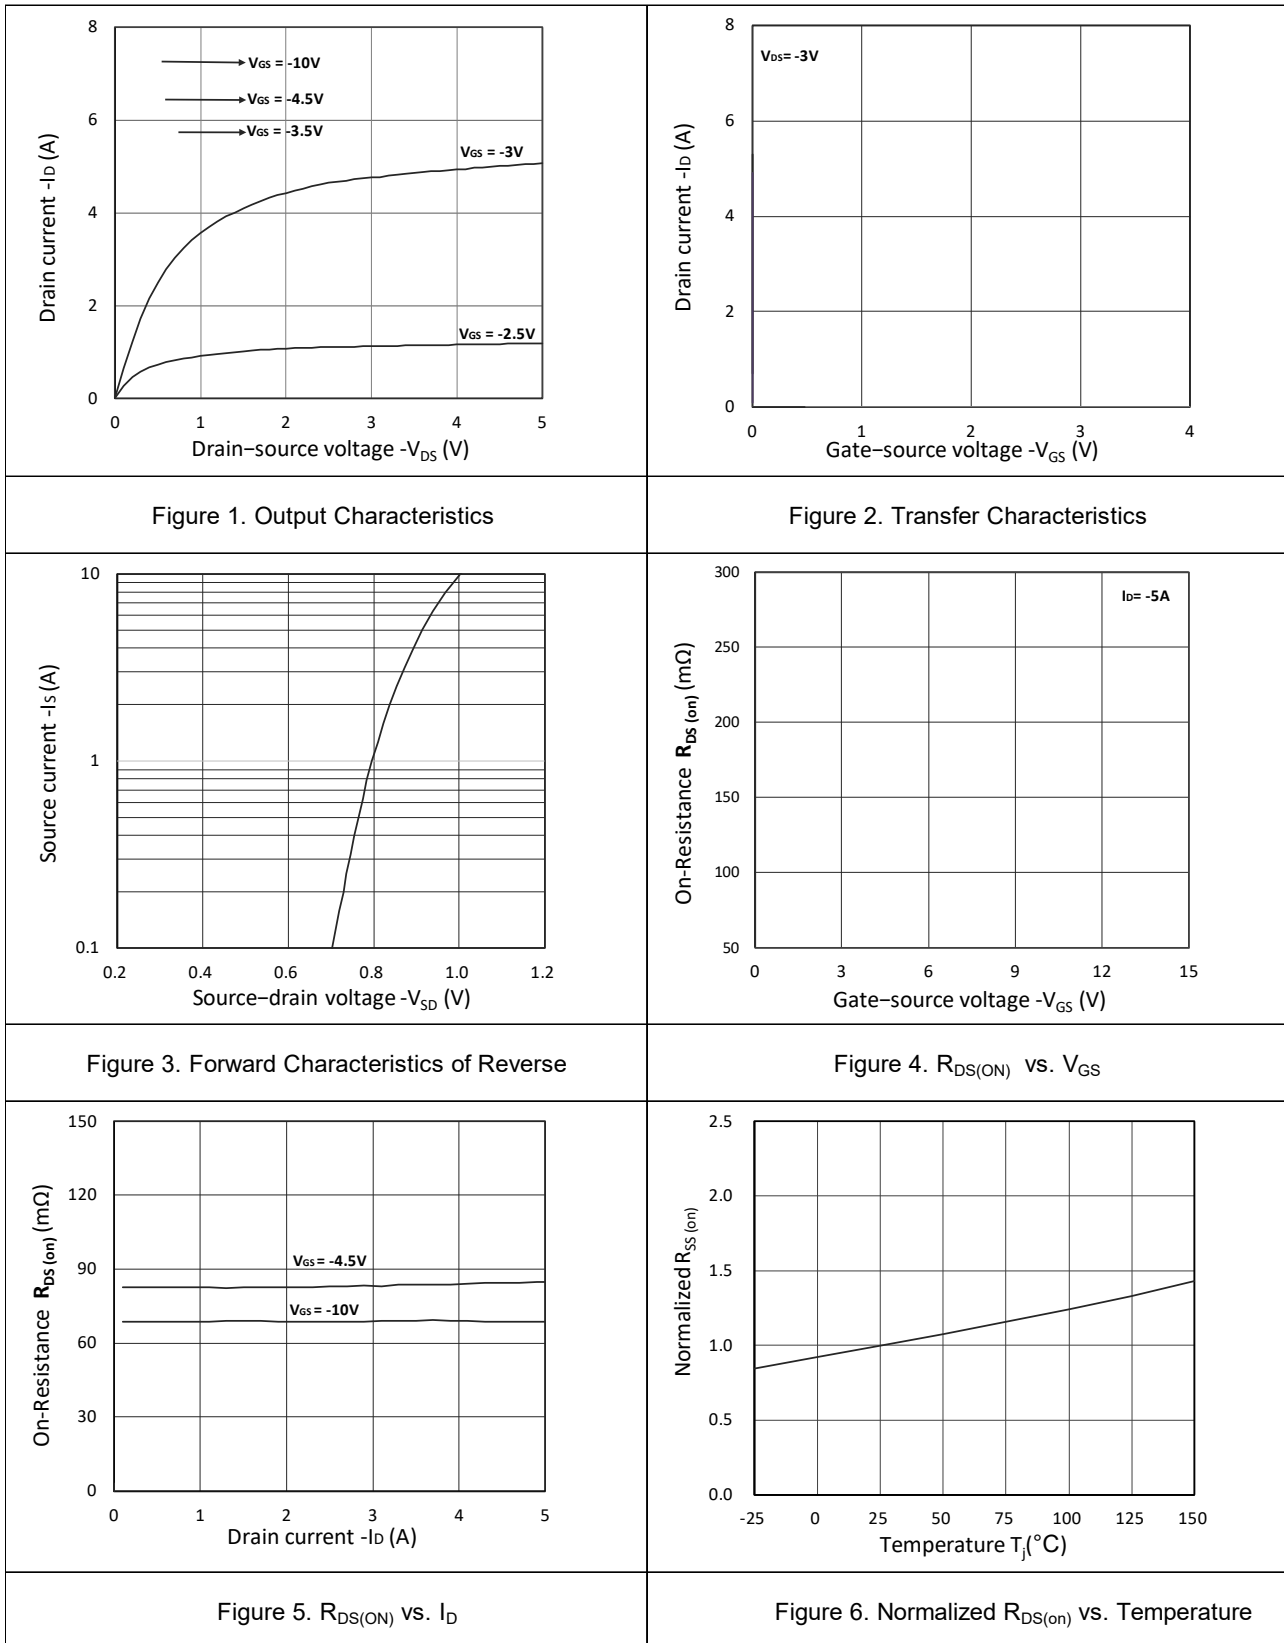 8
6
4
2
0
VGS = -10V
VGS = -4.5V
VGS = -3.5V
VGS = -3V
VGS = -2.5V
Drain current -ID (A)
0 1 2 3 4 5
Drain−source voltage -VDS (V)
Figure 1. Output Characteristics
8
6
4
2
0
VDS= -3V
Drain current -ID (A)
0 1 2 3 4
Gate−source voltage -VGS (V)
Figure 2. Transfer Characteristics
10
1
0.1
Source current -IS (A)
0.2 0.4 0.6 0.8 1.0 1.2
Source−drain voltage -VSD (V)
Figure 3. Forward Characteristics of Reverse
300
250
200
150
100
50
ID= -5A
On-Resistance RDS (on) (mΩ)
0 3 6 9 12 15
Gate−source voltage -VGS (V)
Figure 4. RDS(ON) vs. VGS
150
120
90
60
30
0
VGS = -4.5V
VGS = -10V
On-Resistance RDS (on) (mΩ)
0 1 2 3 4 5
Drain current -ID (A)
Figure 5. RDS(ON) vs. ID
2.5
2.0
1.5
1.0
0.5
0.0
Normalized RSS (on)
-25 0 25 50 75 100 125 150
Temperature Tj(°C)
Figure 6. Normalized RDS(on) vs. Temperature